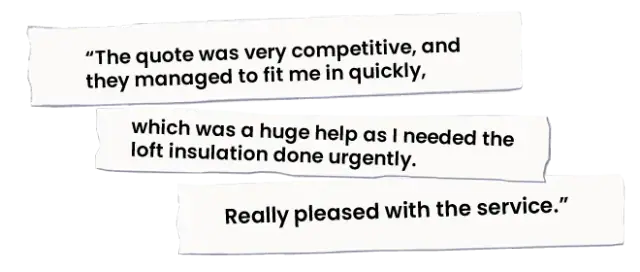 “The quote was very competitive, and
they managed to fit me in quickly,
which was a huge help as I needed the
loft insulation done urgently.
Really pleased with the service.”